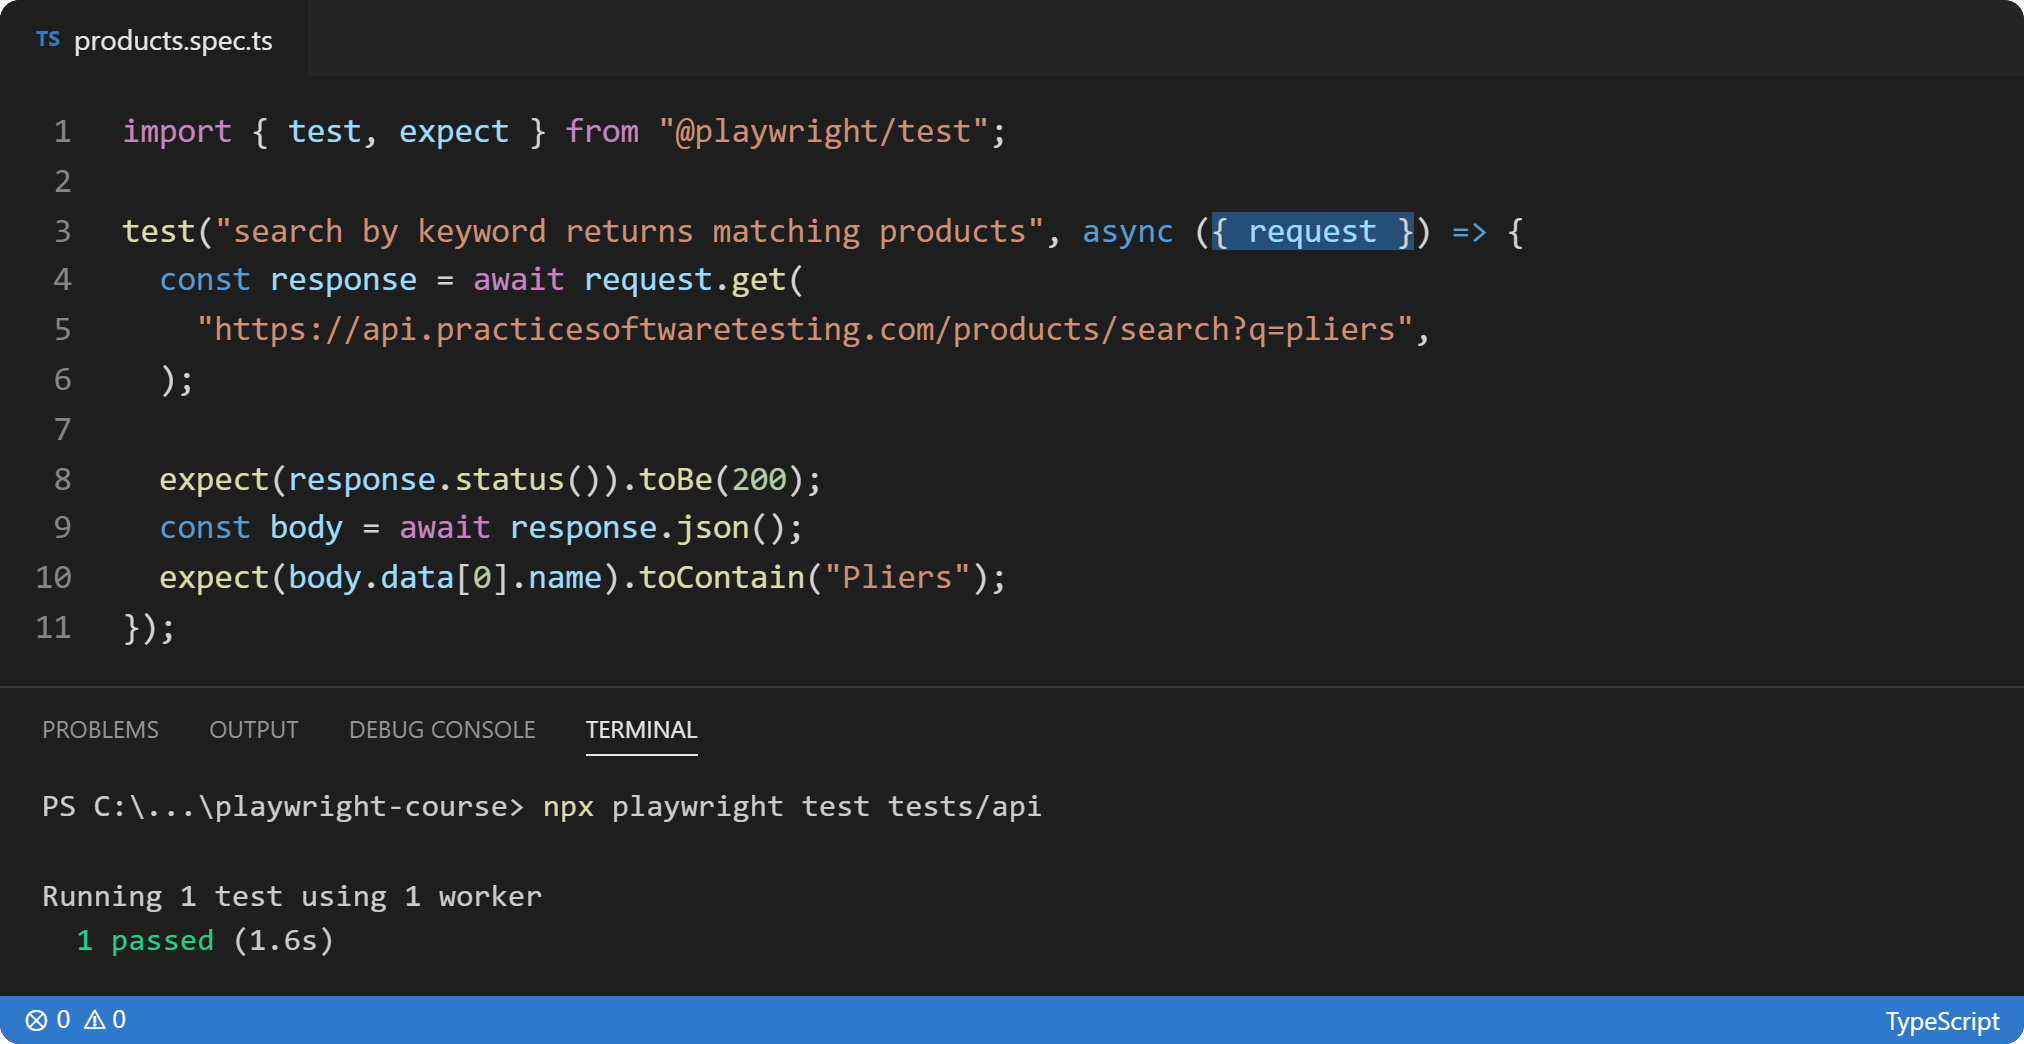 TS products.spec.ts
1 import { test, expect } from "@playwright/test";
2
3 test("search by keyword returns matching products", async ({ request }) => {
4   const response = await request.get(
5     "https://api.practicesoftwaretesting.com/products/search?q=pliers",
6   );
7
8   expect(response.status()).toBe(200);
9   const body = await response.json();
10   expect(body.data[0].name).toContain("Pliers");
11 });
PROBLEMS OUTPUT DEBUG CONSOLE TERMINAL
PS C:\...\playwright-course> npx playwright test tests/api
Running 1 test using 1 worker
  1 passed (1.6s)
0 0 TypeScript